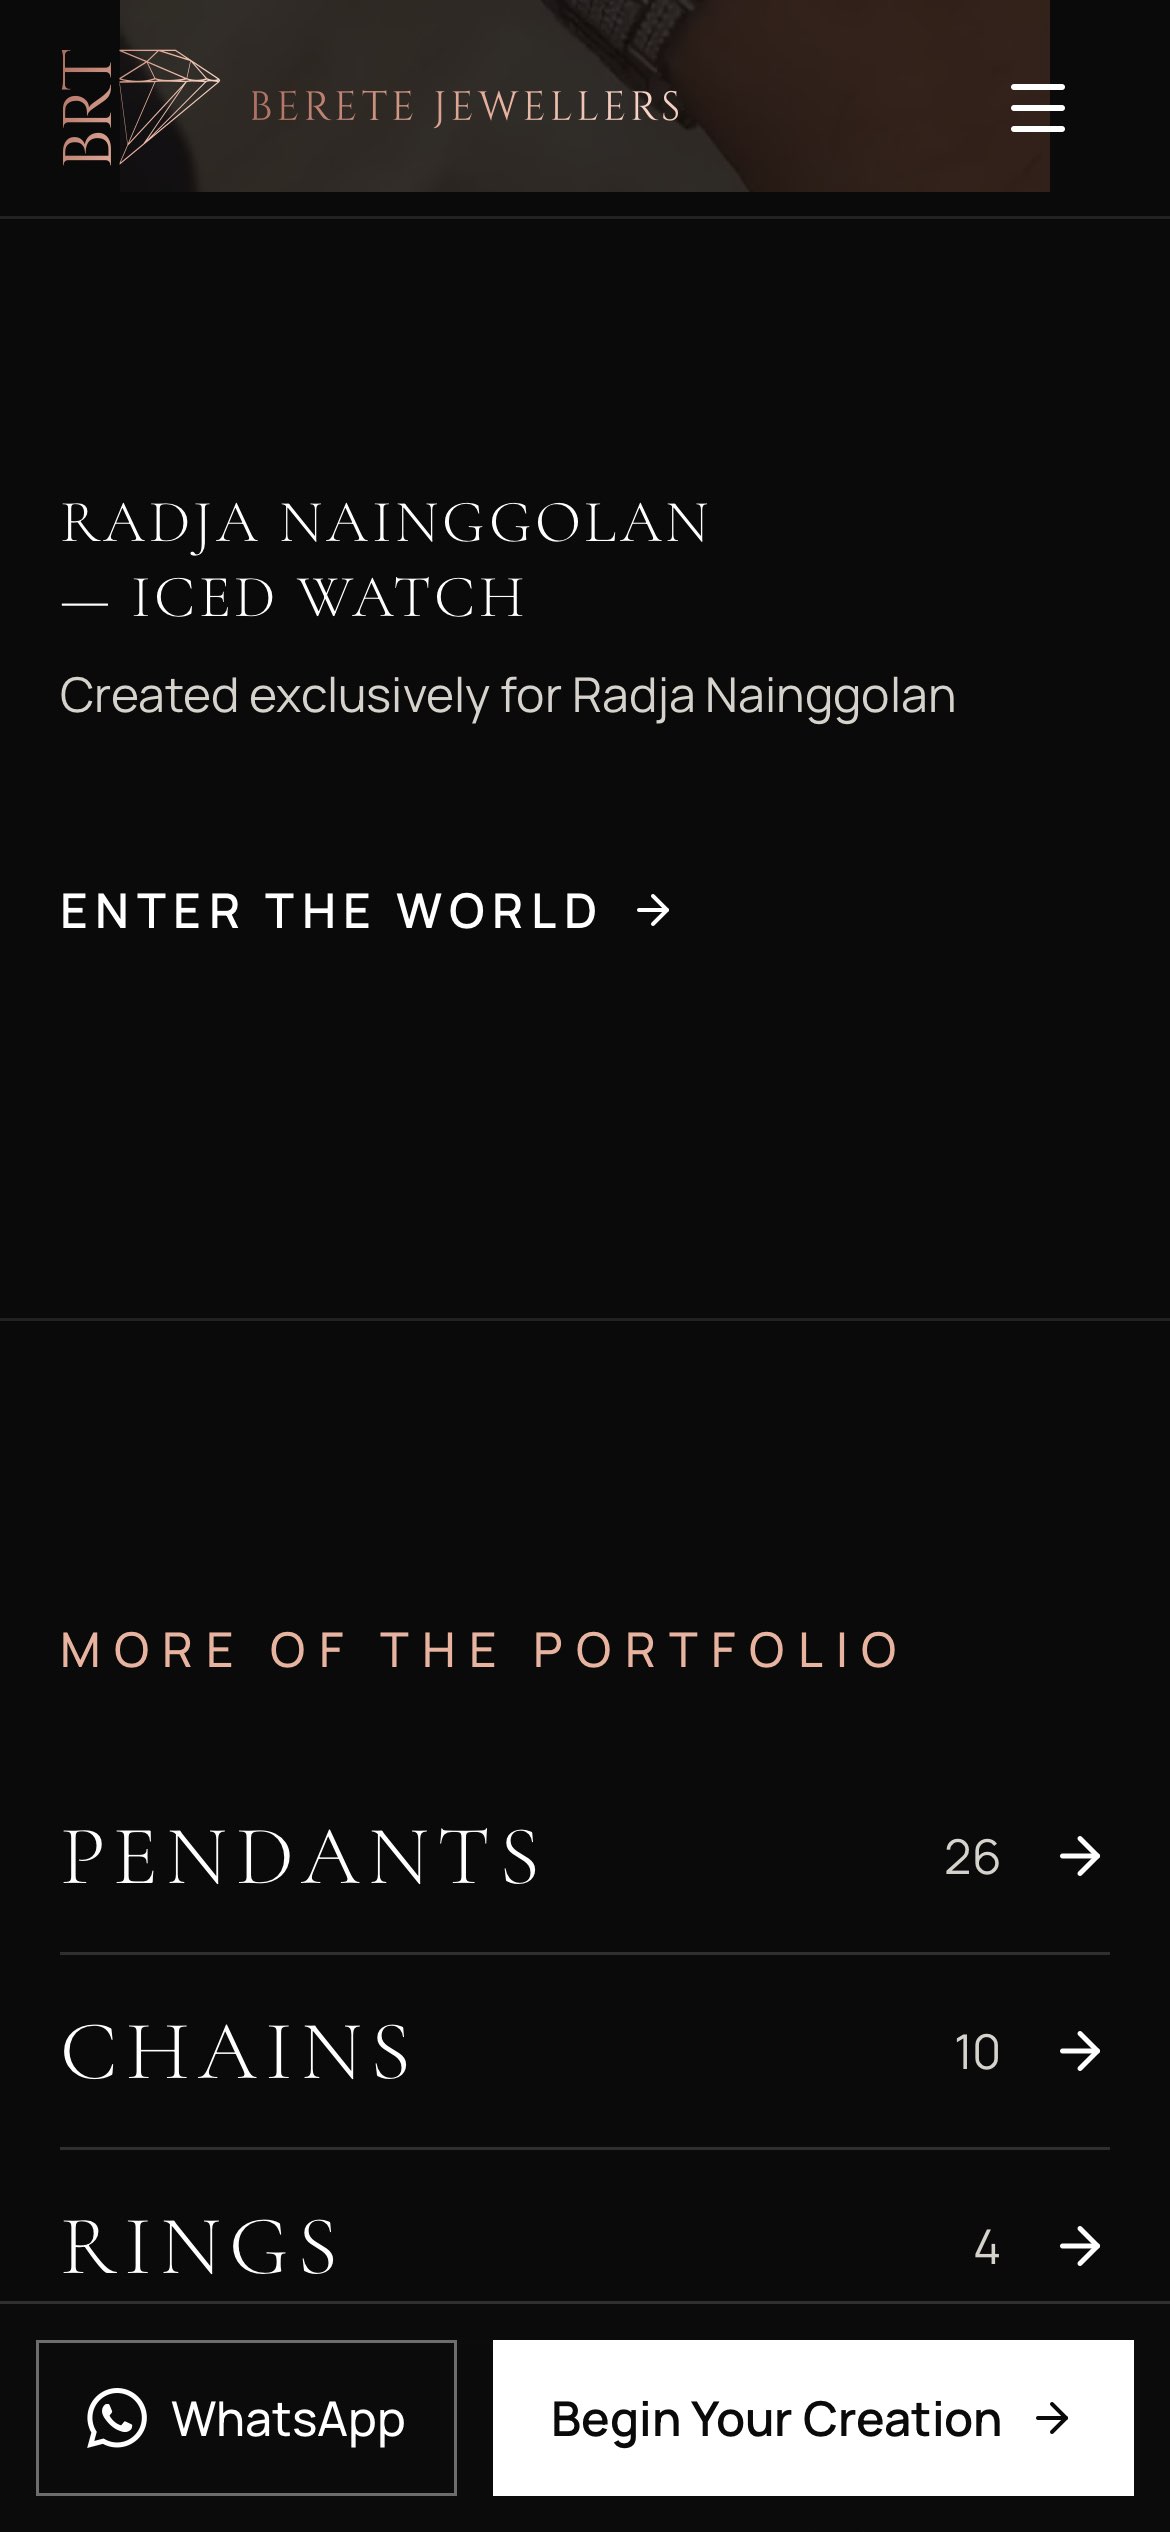 BRT
BERETE JEWELLERS
RADJA NAINGGOLAN
— ICED WATCH
Created exclusively for Radja Nainggolan
ENTER THE WORLD →
MORE OF THE PORTFOLIO
PENDANTS 26 →
CHAINS 10 →
RINGS 4 →
WhatsApp
Begin Your Creation →